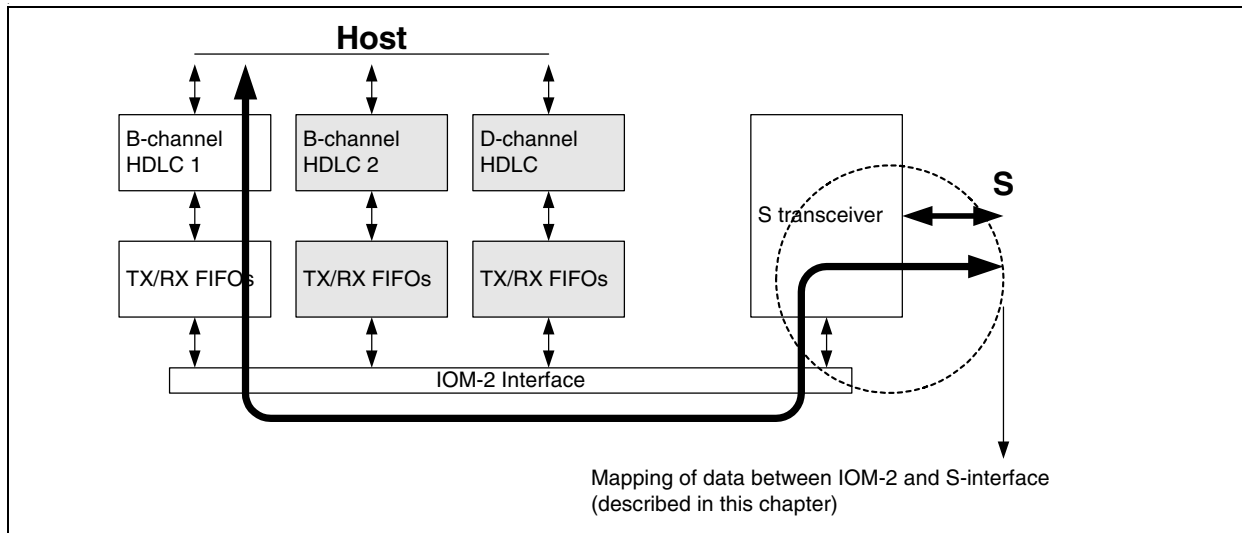 Host
B-channel
HDLC 1
B-channel
HDLC 2
D-channel
HDLC
S
S transceiver
TX/RX FIFOs
TX/RX FIFOs
TX/RX FIFOs
IOM-2 Interface
Mapping of data between IOM-2 and S-interface
(described in this chapter)